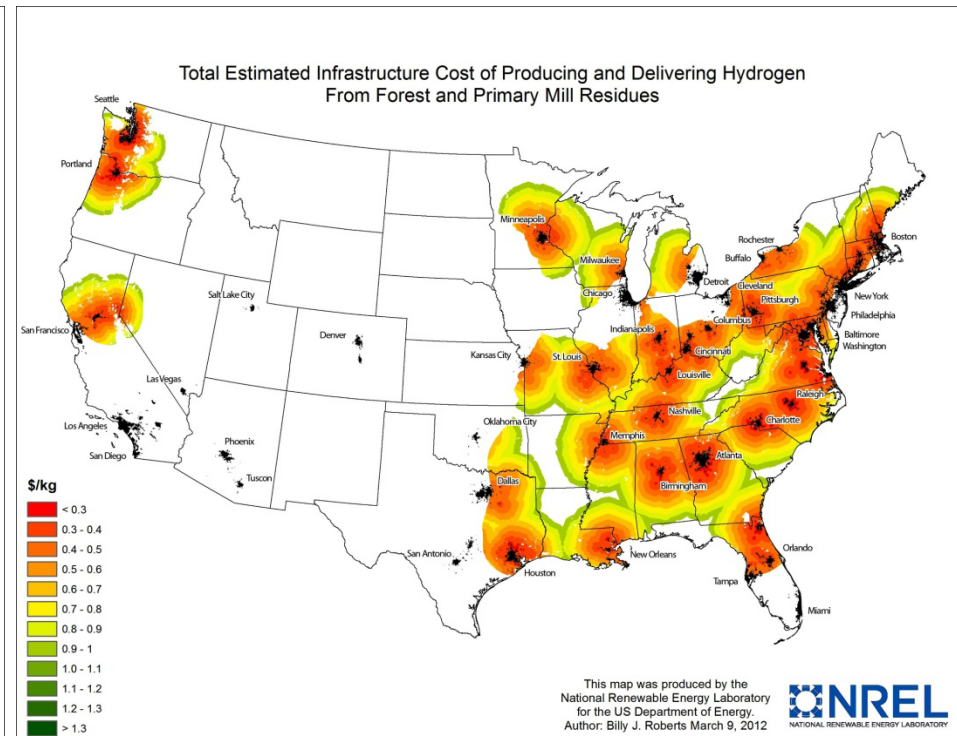 Total Estimated Infrastructure Cost of Producing and Delivering Hydrogen
From Forest and Primary Mill Residues
Seattle
Portland
Minneapolis
Milwaukee
Chicago
Detroit
Rochester
Buffalo
Boston
Cleveland
Pittsburgh
New York
Philadelphia
Baltimore
Washington
Columbus
Indianapolis
Cincinnati
Louisville
Salt Lake City
San Francisco
Denver
Kansas City
St. Louis
Las Vegas
Los Angeles
San Diego
Phoenix
Tuscon
Oklahoma City
Nashville
Memphis
Raleigh
Charlotte
Atlanta
Birmingham
Dallas
San Antonio
Houston
New Orleans
Orlando
Tampa
Miami
$/kg
< 0.3
0.3 - 0.4
0.4 - 0.5
0.5 - 0.6
0.6 - 0.7
0.7 - 0.8
0.8 - 0.9
0.9 - 1
1.0 - 1.1
1.1 - 1.2
1.2 - 1.3
> 1.3
This map was produced by the
National Renewable Energy Laboratory
for the US Department of Energy.
Author: Billy J. Roberts March 9, 2012
NREL
NATIONAL RENEWABLE ENERGY LABORATORY